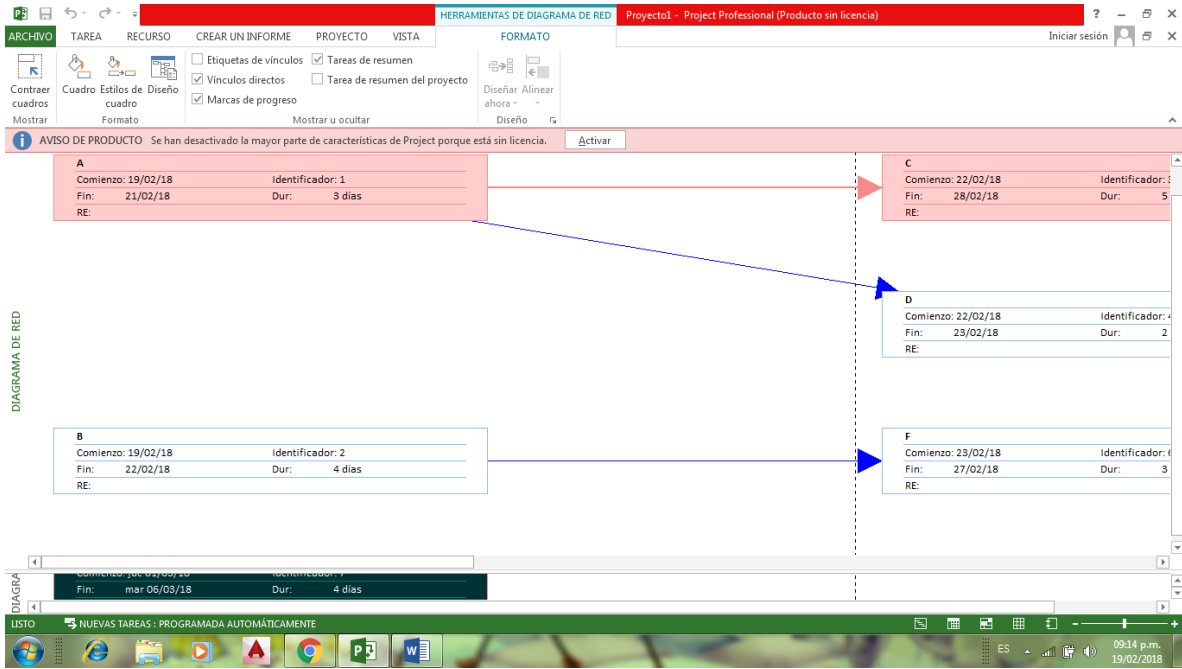 HERRAMIENTAS DE DIAGRAMA DE RED
Proyecto1 - Project Professional (Producto sin licencia)
?
ARCHIVO TAREA RECURSO CREAR UN INFORME PROYECTO VISTA FORMATO Iniciar sesión
Contraer cuadros
Cuadro
Estilos de cuadro
Diseño
Etiquetas de vínculos
Vínculos directos
Marcas de progreso
Tareas de resumen
Tarea de resumen del proyecto
Diseñar ahora
Alinear
Mostrar
Formato
Mostrar u ocultar
Diseño
AVISO DE PRODUCTO Se han desactivado la mayor parte de características de Project porque está sin licencia. Activar
DIAGRAMA DE RED
A
Comienzo: 19/02/18 Identificador: 1
Fin: 21/02/18 Dur: 3 días
RE:
C
Comienzo: 22/02/18 Identificador:
Fin: 28/02/18 Dur: 5
RE:
D
Comienzo: 22/02/18 Identificador:
Fin: 23/02/18 Dur: 2
RE:
B
Comienzo: 19/02/18 Identificador: 2
Fin: 22/02/18 Dur: 4 días
RE:
F
Comienzo: 23/02/18 Identificador:
Fin: 27/02/18 Dur: 3
RE:
DIAGRA
Fin: mar 06/03/18 Dur: 4 días
LISTO NUEVAS TAREAS : PROGRAMADA AUTOMÁTICAMENTE
ES
09:14 p.m.
19/02/2018